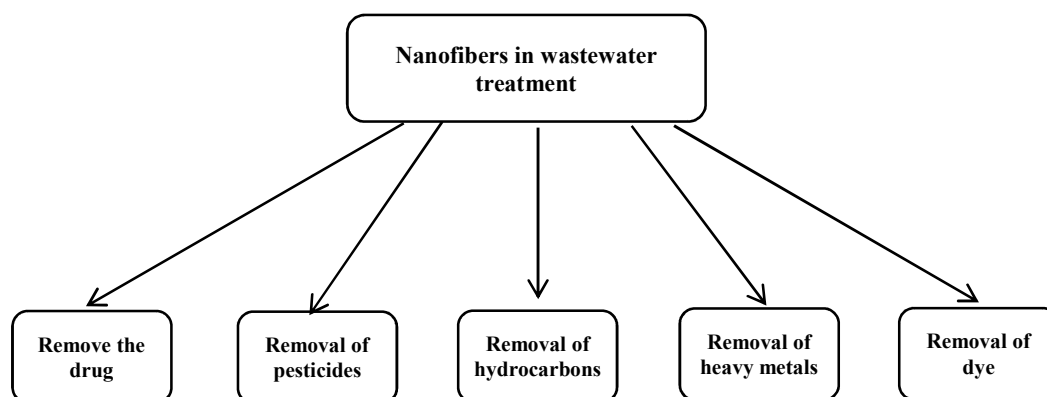 Nanofibers in wastewater
treatment
Remove the
drug
Removal of
pesticides
Removal of
hydrocarbons
Removal of
heavy metals
Removal of
dye